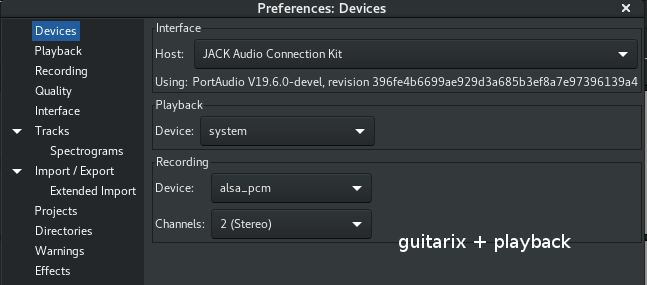 Preferences: Devices
Devices
Playback
Recording
Quality
Interface
Tracks
Spectrograms
Import / Export
Extended Import
Projects
Directories
Warnings
Effects
Interface
Host: JACK Audio Connection Kit
Using: PortAudio V19.6.0-devel, revision 396fe4b6699ae929d3a685b3ef8a7e97396139a4
Playback
Device: system
Recording
Device: alsa_pcm
Channels: 2 (Stereo)
guitarix + playback